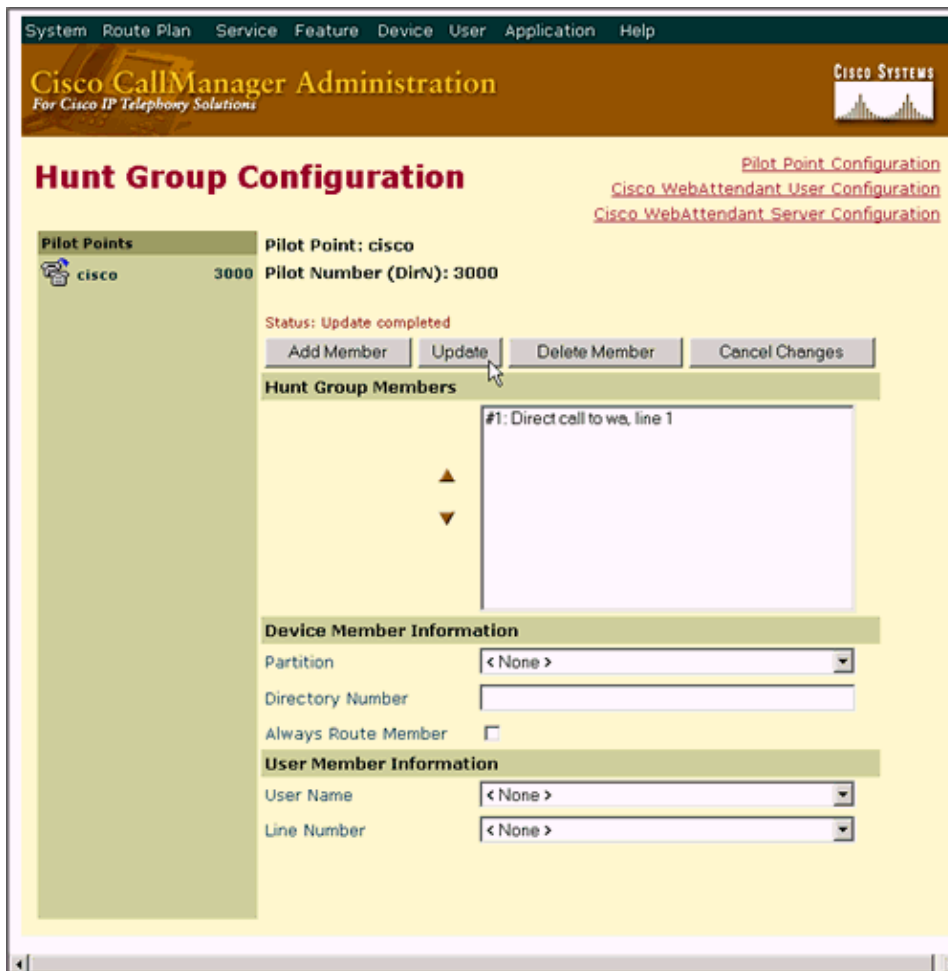 System Route Plan Service Feature Device User Application Help
Cisco CallManager Administration
For Cisco IP Telephony Solutions
CISCO SYSTEMS
Hunt Group Configuration
Pilot Point Configuration
Cisco WebAttendant User Configuration
Cisco WebAttendant Server Configuration
Pilot Points
cisco 3000
Pilot Point: cisco
Pilot Number (DirN): 3000
Status: Update completed
Add Member Update Delete Member Cancel Changes
Hunt Group Members
#1: Direct call to wa, line 1
Device Member Information
Partition < None >
Directory Number
Always Route Member
User Member Information
User Name < None >
Line Number < None >